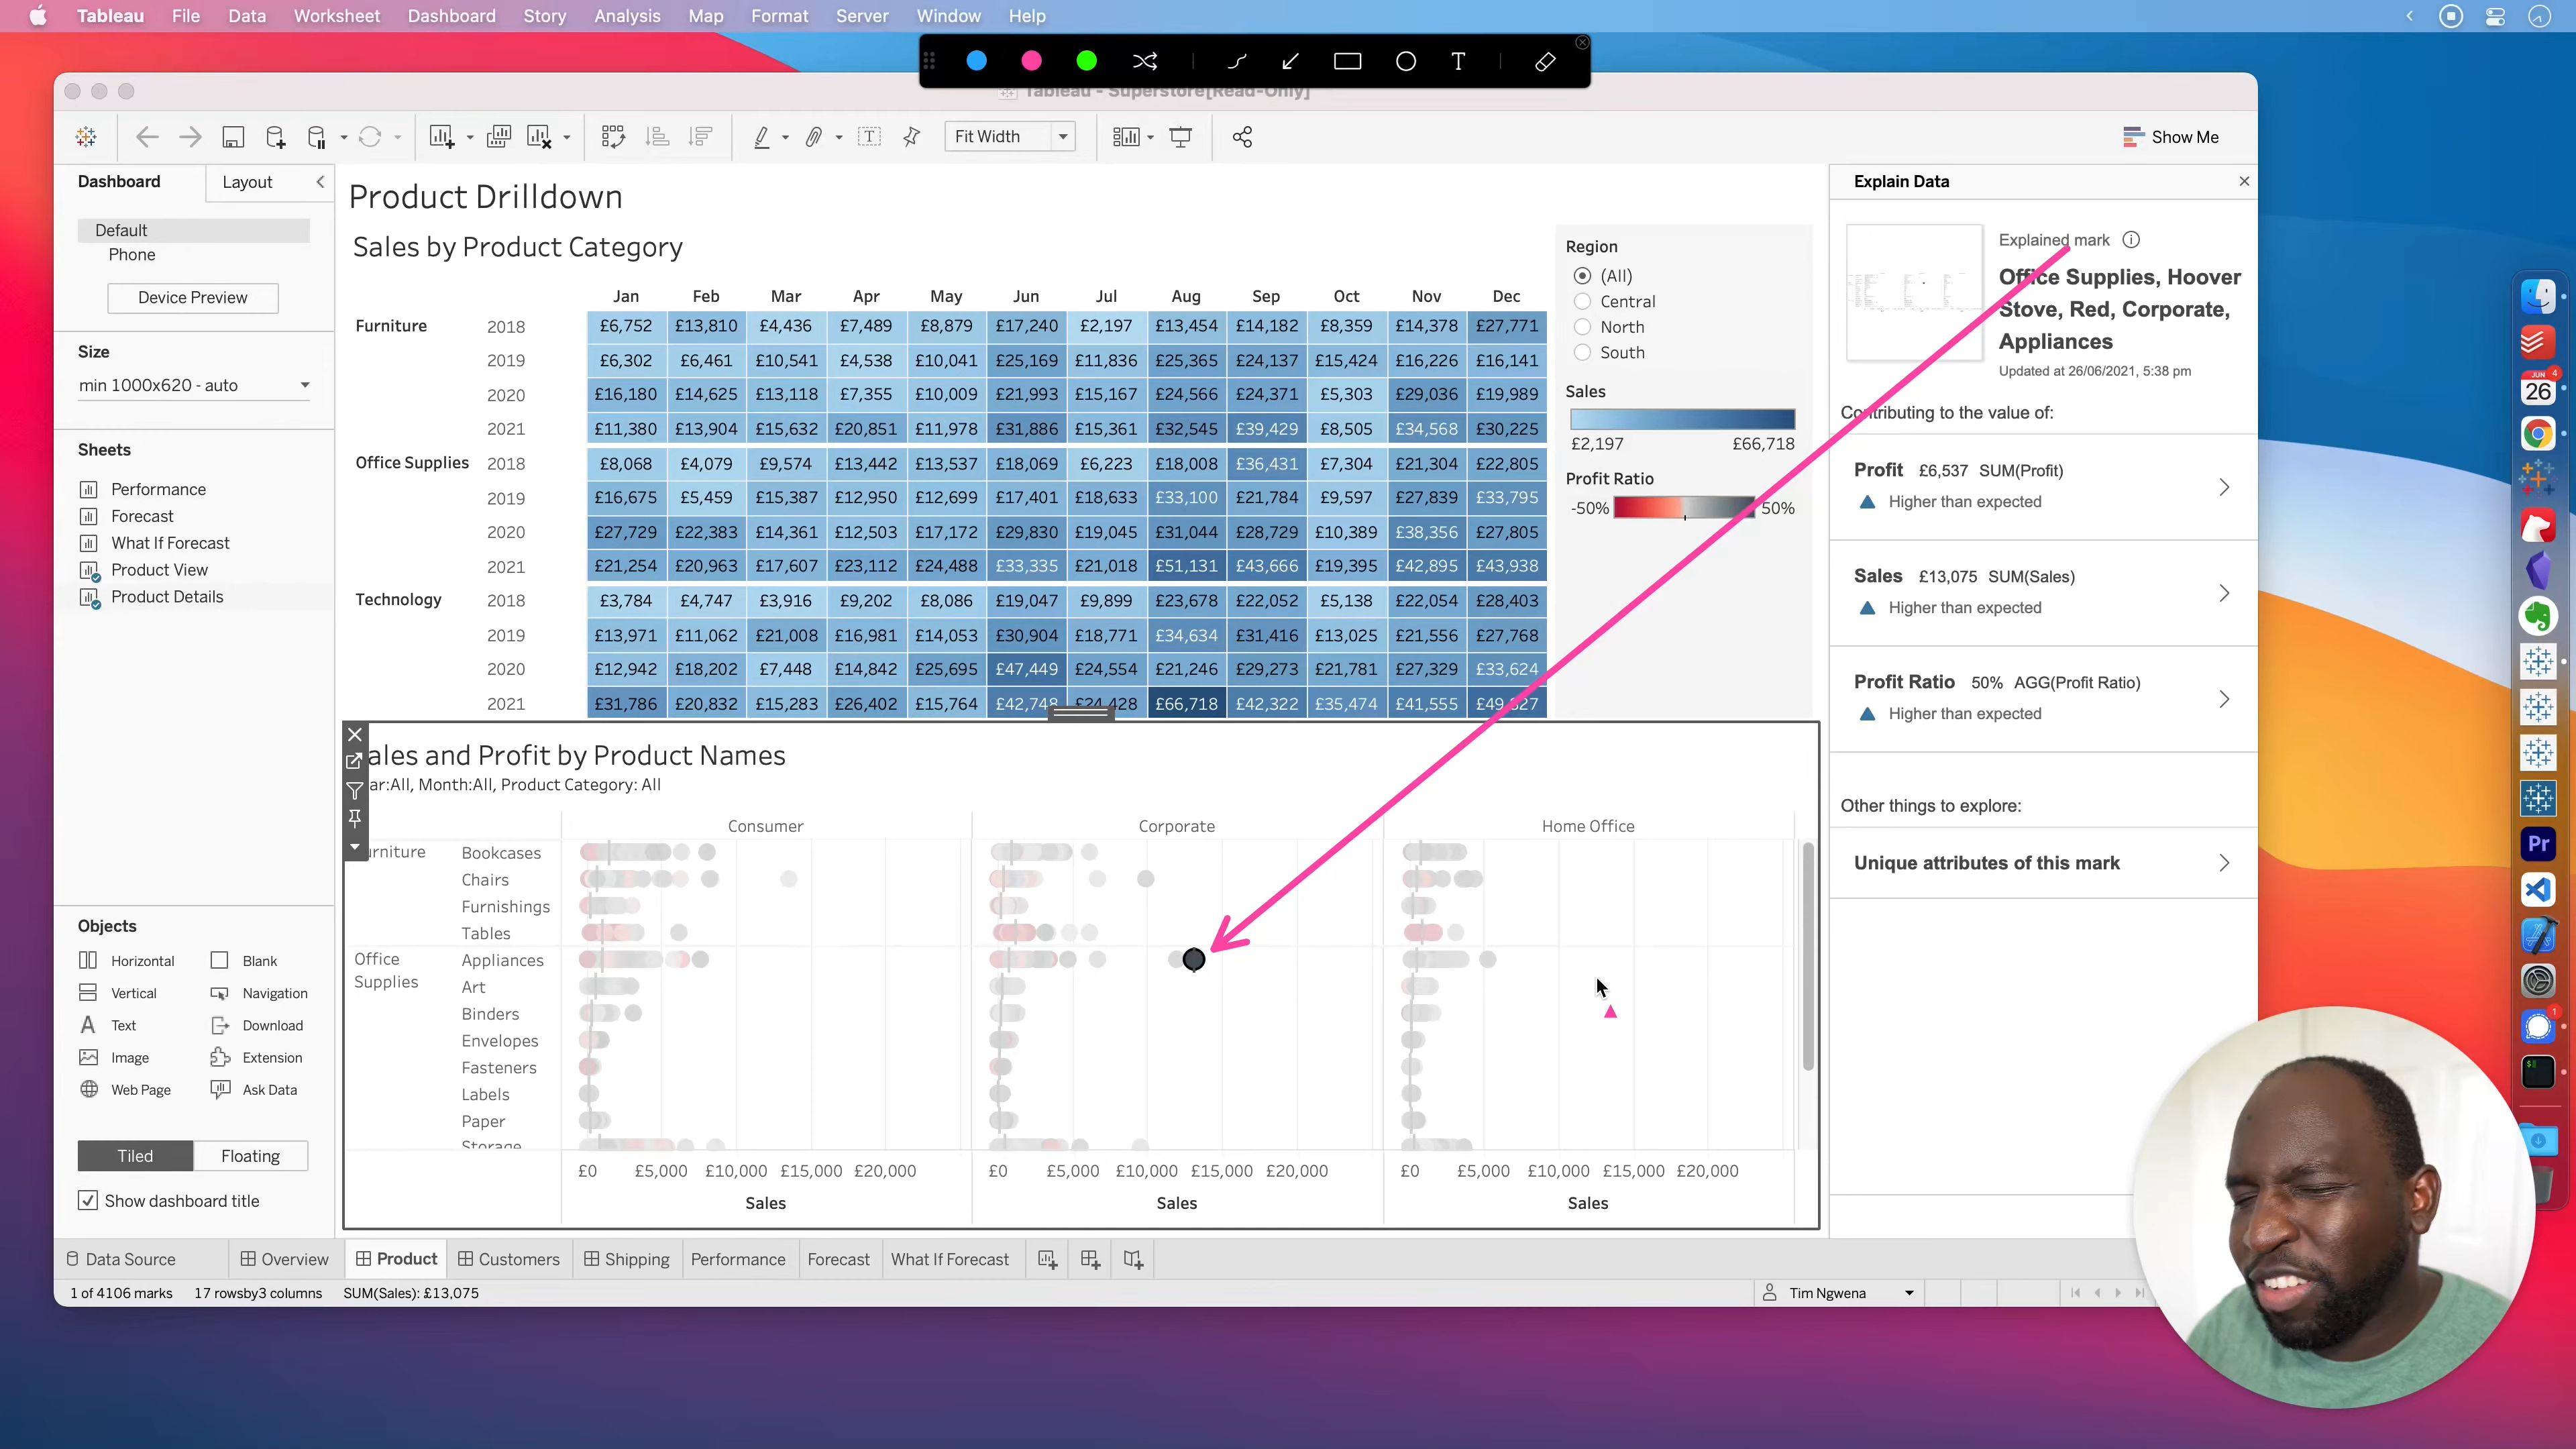 Tableau File Data Worksheet Dashboard Story Analysis Map Format Server Window Help
T
Tableau - Superstore[Read-Only]
Fit Width
Show Me
Dashboard Layout
Default
Phone
Device Preview
Size
min 1000x620 - auto
Sheets
Performance
Forecast
What If Forecast
Product View
Product Details
Objects
Horizontal Blank
Vertical Navigation
A Text Download
Image Extension
Web Page Ask Data
Tiled Floating
Show dashboard title
Product Drilldown
Sales by Product Category
Jan Feb Mar Apr May Jun Jul Aug Sep Oct Nov Dec
Furniture 2018 £6,752 £13,810 £4,436 £7,489 £8,879 £17,240 £2,197 £13,454 £14,182 £8,359 £14,378 £27,771
2019 £6,302 £6,461 £10,541 £4,538 £10,041 £25,169 £11,836 £25,365 £24,137 £15,424 £16,226 £16,141
2020 £16,180 £14,625 £13,118 £7,355 £10,009 £21,993 £15,167 £24,566 £24,371 £5,303 £29,036 £19,989
2021 £11,380 £13,904 £15,632 £20,851 £11,978 £31,886 £15,361 £32,545 £39,429 £8,505 £34,568 £30,225
Office Supplies 2018 £8,068 £4,079 £9,574 £13,442 £13,537 £18,069 £6,223 £18,008 £36,431 £7,304 £21,304 £22,805
2019 £16,675 £5,459 £15,387 £12,950 £12,699 £17,401 £18,633 £33,100 £21,784 £9,597 £27,839 £33,795
2020 £27,729 £22,383 £14,361 £12,503 £17,172 £29,830 £19,045 £31,044 £28,729 £10,389 £38,356 £27,805
2021 £21,254 £20,963 £17,607 £23,112 £24,488 £33,335 £21,018 £51,131 £43,666 £19,395 £42,895 £43,938
Technology 2018 £3,784 £4,747 £3,916 £9,202 £8,086 £19,047 £9,899 £23,678 £22,052 £5,138 £22,054 £28,403
2019 £13,971 £11,062 £21,008 £16,981 £14,053 £30,904 £18,771 £34,634 £31,416 £13,025 £21,556 £27,768
2020 £12,942 £18,202 £7,448 £14,842 £25,695 £47,449 £24,554 £21,246 £29,273 £21,781 £27,329 £33,624
2021 £31,786 £20,832 £15,283 £26,402 £15,764 £42,748 £24,428 £66,718 £42,322 £35,474 £41,555
Region
(All)
Central
North
South
Sales
£2,197 £66,718
Profit Ratio
-50% 50%
ales and Profit by Product Names
ar:All, Month:All, Product Category: All
Consumer Corporate Home Office
urniture Bookcases
Chairs
Furnishings
Tables
Office Supplies Appliances
Art
Binders
Envelopes
Fasteners
Labels
Paper
Storage
£0 £5,000 £10,000 £15,000 £20,000 £0 £5,000 £10,000 £15,000 £20,000 £0 £5,000 £10,000 £15,000 £20,000
Sales Sales Sales
Explain Data
Explained mark
Office Supplies, Hoover
Stove, Red, Corporate,
Appliances
Updated at 26/06/2021, 5:38 pm
Contributing to the value of:
Profit £6,537 SUM(Profit)
Higher than expected
Sales £13,075 SUM(Sales)
Higher than expected
Profit Ratio 50% AGG(Profit Ratio)
Higher than expected
Other things to explore:
Unique attributes of this mark
Data Source Overview Product Customers Shipping Performance Forecast What If Forecast
1 of 4106 marks 17 rowsby3 columns SUM(Sales): £13,075 Tim Ngwena
JUN 4
26
Pr
1